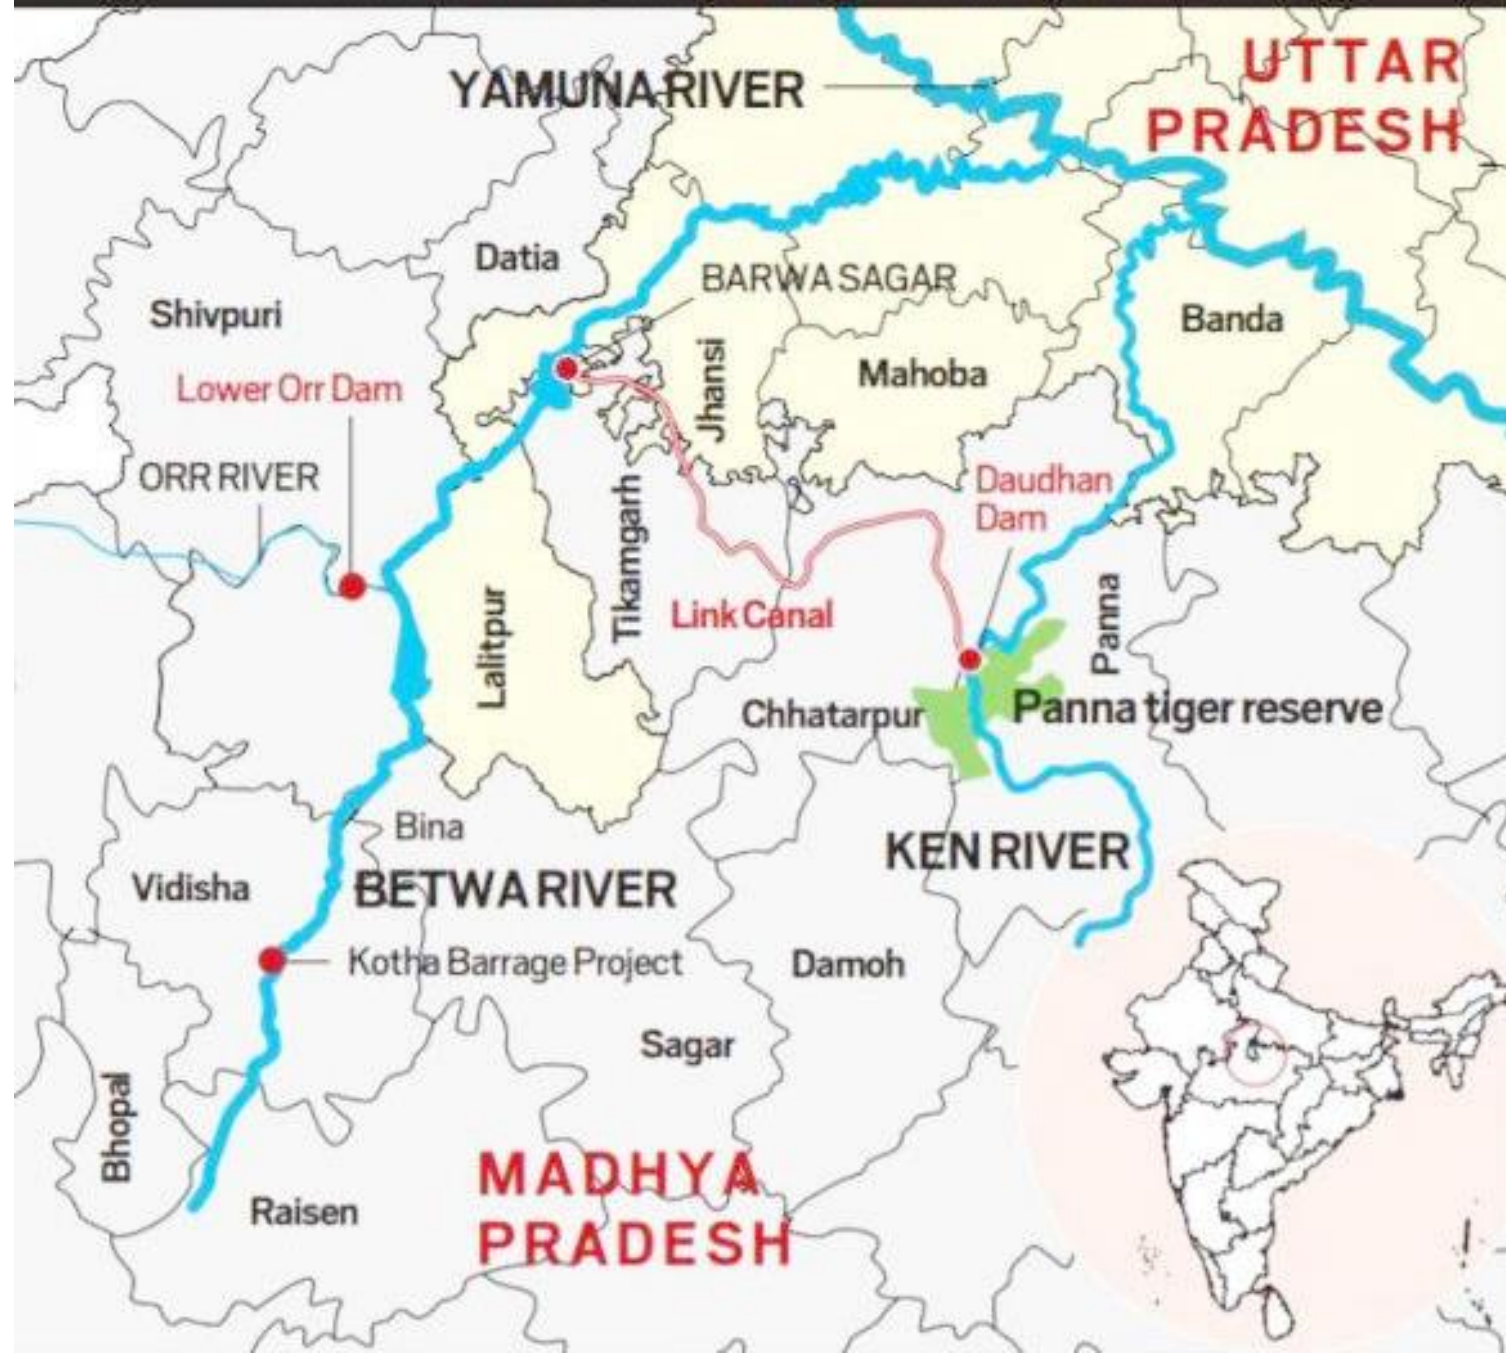 UTTAR
PRADESH
YAMUNA RIVER
Datia
BARWA SAGAR
Shivpuri
Banda
Jhansi
Mahoba
Lower Orr Dam
ORR RIVER
Daudhan
Dam
Tikamgarh
Link Canal
Panna
Lalitpur
Chhatarpur
Panna tiger reserve
Bina
KEN RIVER
Vidisha
BETWA RIVER
Kotha Barrage Project
Damoh
Sagar
Bhopal
MADHYA
PRADESH
Raisen